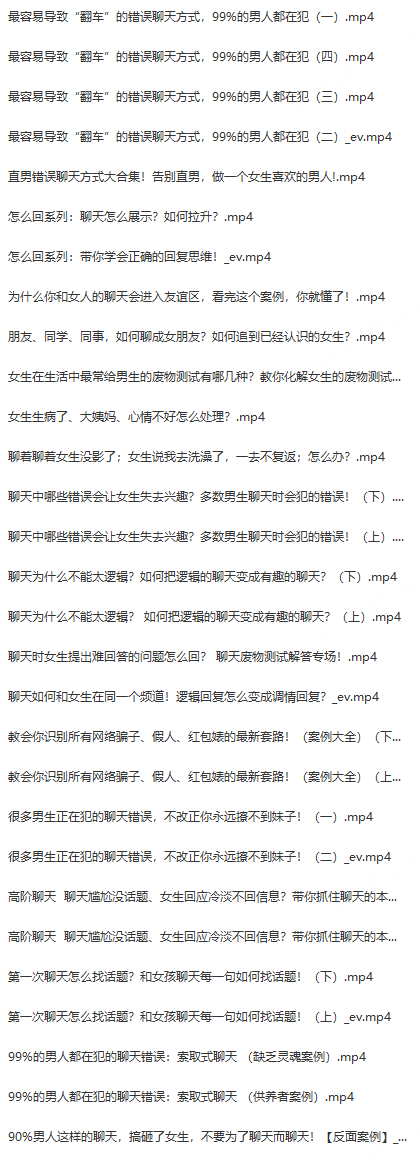 最容易导致“翻车”的错误聊天方式，99%的男人都在犯（一）.mp4
最容易导致“翻车”的错误聊天方式，99%的男人都在犯（四）.mp4
最容易导致“翻车”的错误聊天方式，99%的男人都在犯（三）.mp4
最容易导致“翻车”的错误聊天方式，99%的男人都在犯（二）_ev.mp4
直男错误聊天方式大合集！告别直男，做一个女生喜欢的男人!.mp4
怎么回系列：聊天怎么展示？如何拉升？.mp4
怎么回系列：带你学会正确的回复思维！_ev.mp4
为什么你和女人的聊天会进入友谊区，看完这个案例，你就懂了！.mp4
朋友、同学、同事，如何聊成女朋友？如何追到已经认识的女生？.mp4
女生在生活中最常给男生的废物测试有哪几种？教你化解女生的废物测试...
女生生病了、大姨妈、心情不好怎么处理？.mp4
聊着聊着女生没影了；女生说我去洗澡了，一去不复返；怎么办？.mp4
聊天中哪些错误会让女生失去兴趣？多数男生聊天时会犯的错误！（下）....
聊天中哪些错误会让女生失去兴趣？多数男生聊天时会犯的错误！（上）....
聊天为什么不能太逻辑？如何把逻辑的聊天变成有趣的聊天？（下）.mp4
聊天为什么不能太逻辑？ 如何把逻辑的聊天变成有趣的聊天？（上）.mp4
聊天时女生提出难回答的问题怎么回？ 聊天废物测试解答专场！.mp4
聊天如何和女生在同一个频道！逻辑回复怎么变成调情回复？_ev.mp4
教会你识别所有网络骗子、假人、红包婊的最新套路！（案例大全）（下...
教会你识别所有网络骗子、假人、红包婊的最新套路！（案例大全）（上...
很多男生正在犯的聊天错误，不改正你永远撩不到妹子！（一）.mp4
很多男生正在犯的聊天错误，不改正你永远撩不到妹子！（二）_ev.mp4
高阶聊天 聊天尴尬没话题、女生回应冷淡不回信息？带你抓住聊天的本...
高阶聊天 聊天尴尬没话题、女生回应冷淡不回信息？带你抓住聊天的本...
第一次聊天怎么找话题？和女孩聊天每一句如何找话题！（下）.mp4
第一次聊天怎么找话题？和女孩聊天每一句如何找话题！（上）_ev.mp4
99%的男人都在犯的聊天错误：索取式聊天 （缺乏灵魂案例）.mp4
99%的男人都在犯的聊天错误：索取式聊天 （供养者案例）.mp4
90%男人这样的聊天，搞砸了女生，不要为了聊天而聊天！【反面案例】_...